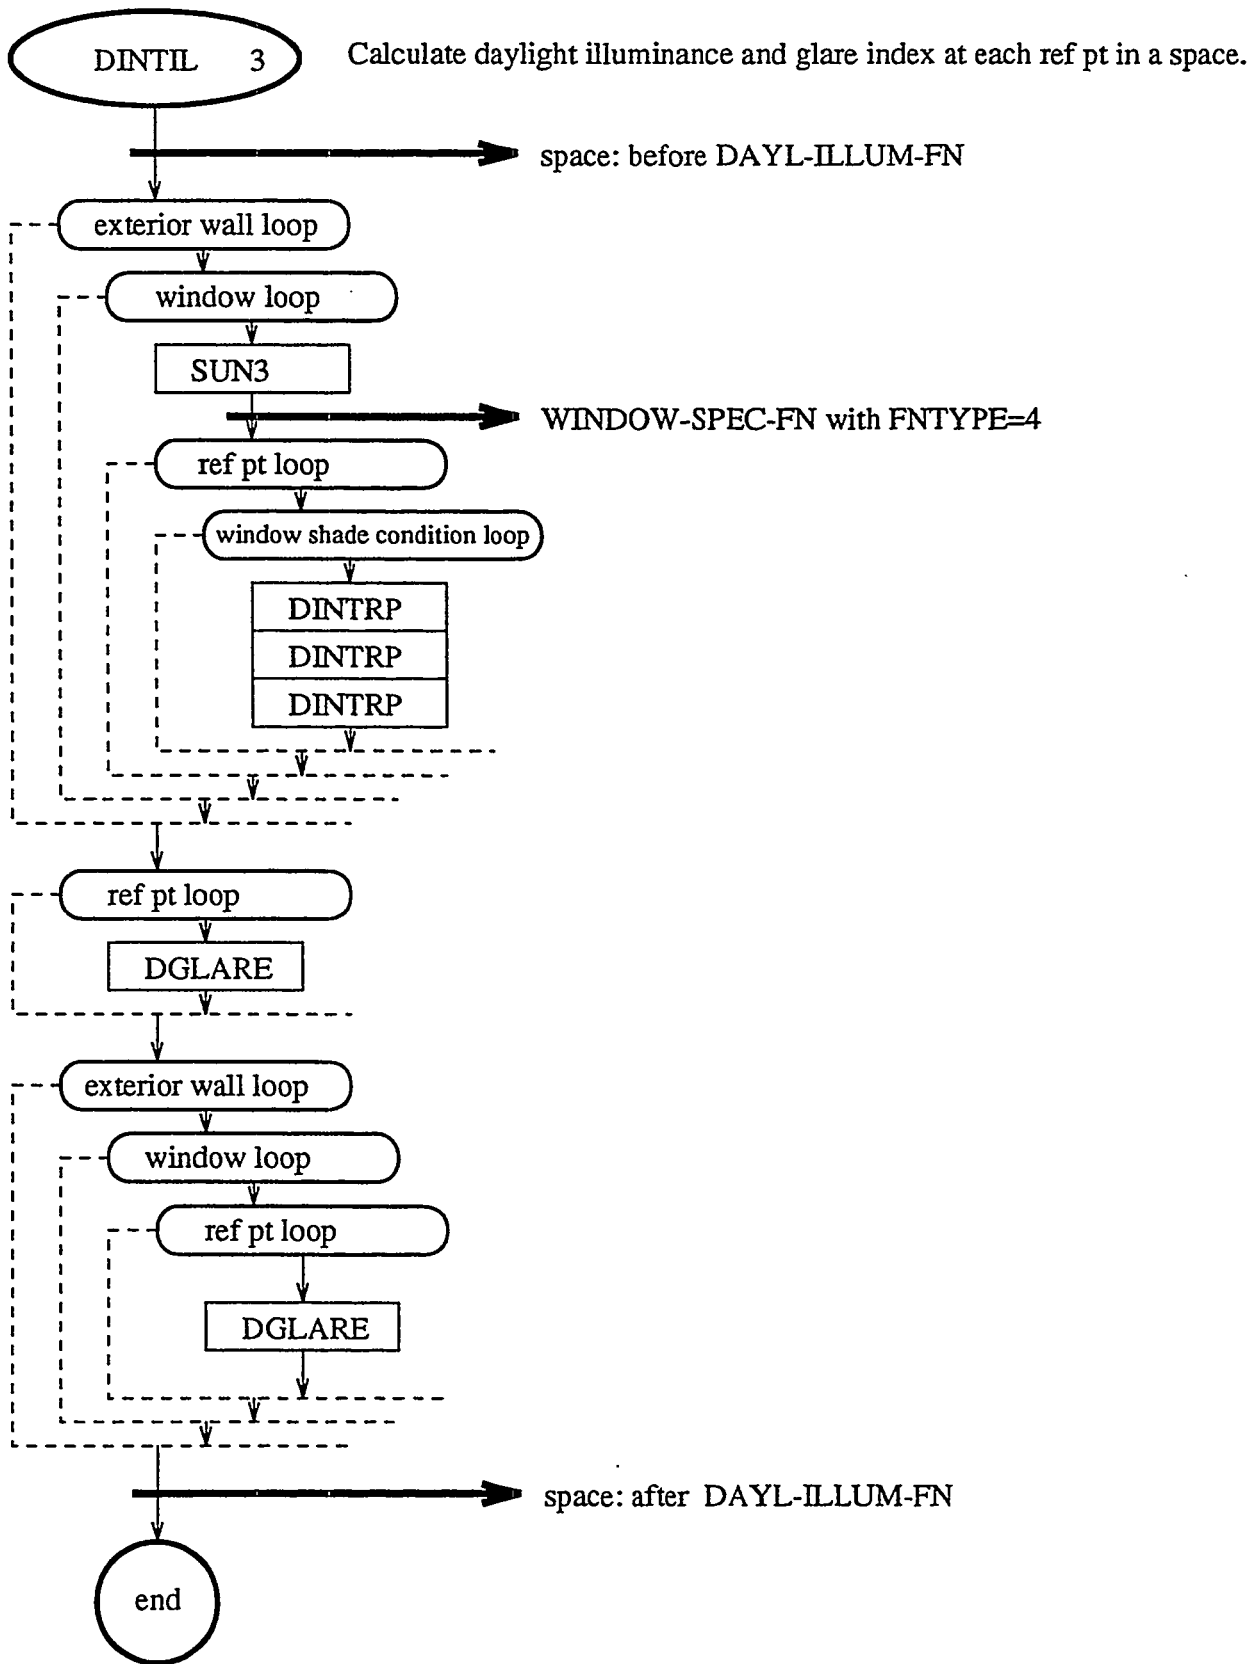 DINTIL 3 Calculate daylight illuminance and glare index at each ref pt in a space.
space: before DAYL-ILLUM-FN
exterior wall loop
window loop
SUN3
WINDOW-SPEC-FN with FNTYPE=4
ref pt loop
window shade condition loop
DINTRP
DINTRP
DINTRP
ref pt loop
DGLARE
exterior wall loop
window loop
ref pt loop
DGLARE
space: after DAYL-ILLUM-FN
end